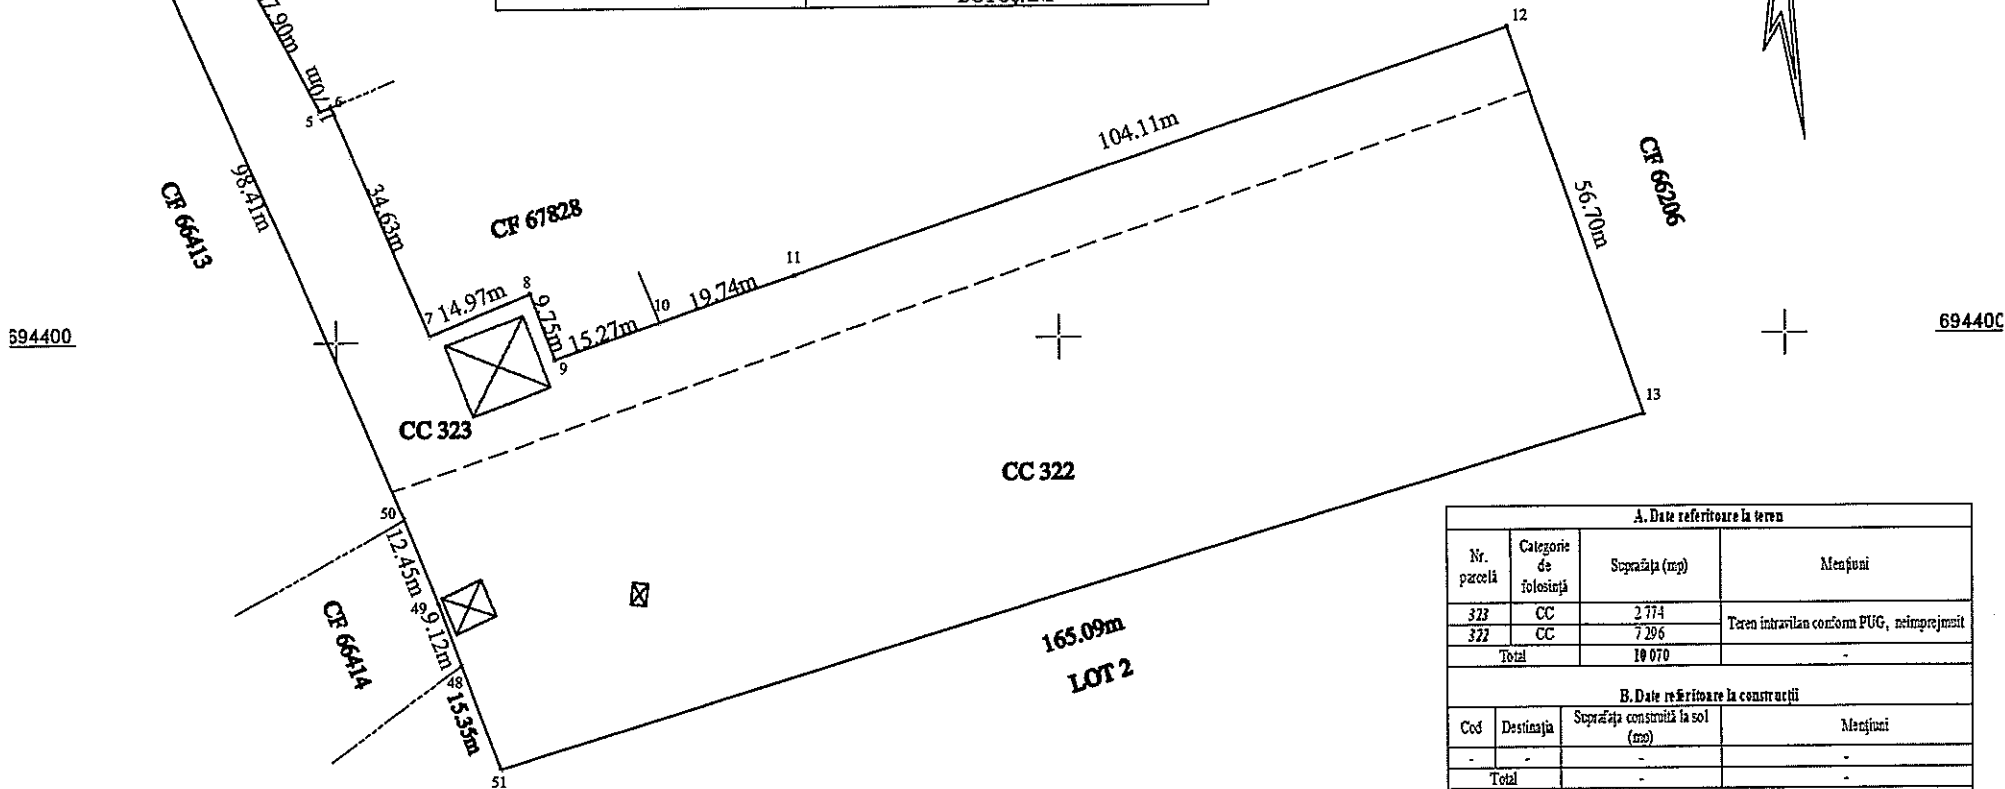 12
1.70m
6
5
104.11m
98.41m
CF 66413
34.63m
CF 67828
CF 66206
56.70m
11
8
10
19.74m
14.97m
7
9.75m
15.27m
9
694400
694400
13
CC 323
CC 322
50
12.45m
49
9.12m
CF 66414
48
15.35m
51
165.09m
LOT 2
A. Date referitoare la teren
Nr. parcelă
Categorie de folosință
Suprafața (mp)
Mențiuni
323 CC 2 774
Teren intravilan conform PUG, neimprejmuit
322 CC 7 296
Total 10 070 -
B. Date referitoare la construcții
Cod
Destinația
Suprafața construită la sol (mp)
Mențiuni
- - - -
Total - -